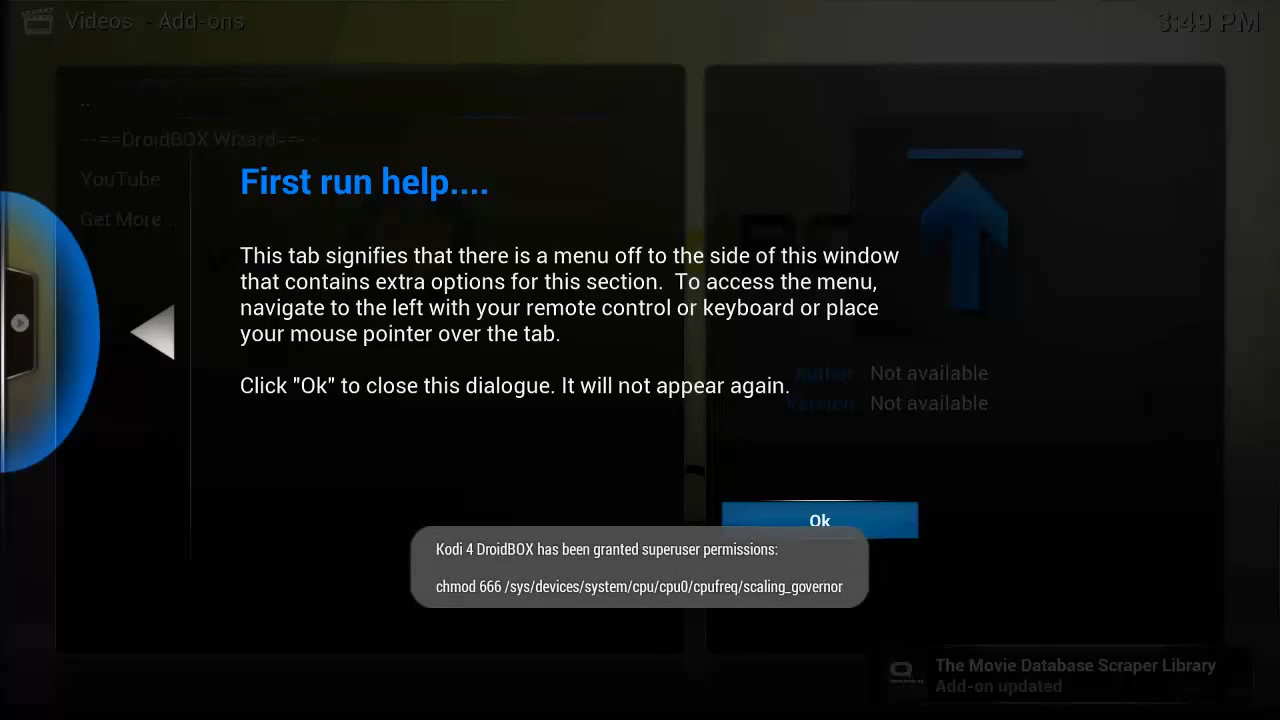 Videos - Add-ons
3:49 PM
..
--==DroidBOX Wizard==--
YouTube
Get More...
First run help....
This tab signifies that there is a menu off to the side of this window
that contains extra options for this section.  To access the menu,
navigate to the left with your remote control or keyboard or place
your mouse pointer over the tab.
Click "Ok" to close this dialogue. It will not appear again.
Author: Not available
Version: Not available
Ok
Kodi 4 DroidBOX has been granted superuser permissions:
chmod 666 /sys/devices/system/cpu/cpu0/cpufreq/scaling_governor
The Movie Database Scraper Library
Add-on updated